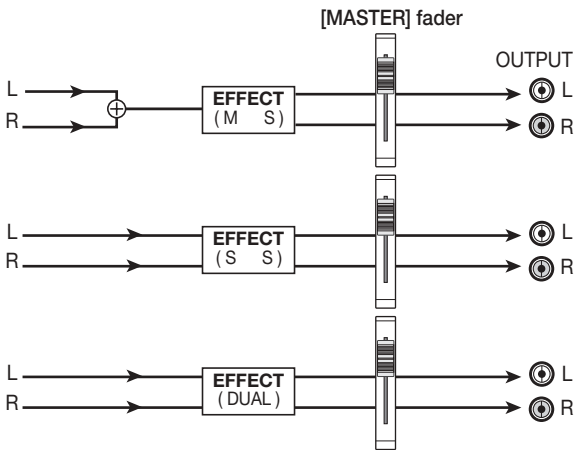 [MASTER] fader
OUTPUT
L
R
EFFECT
( M S )
L
R
L
R
EFFECT
( S S )
L
R
L
R
EFFECT
( DUAL )
L
R